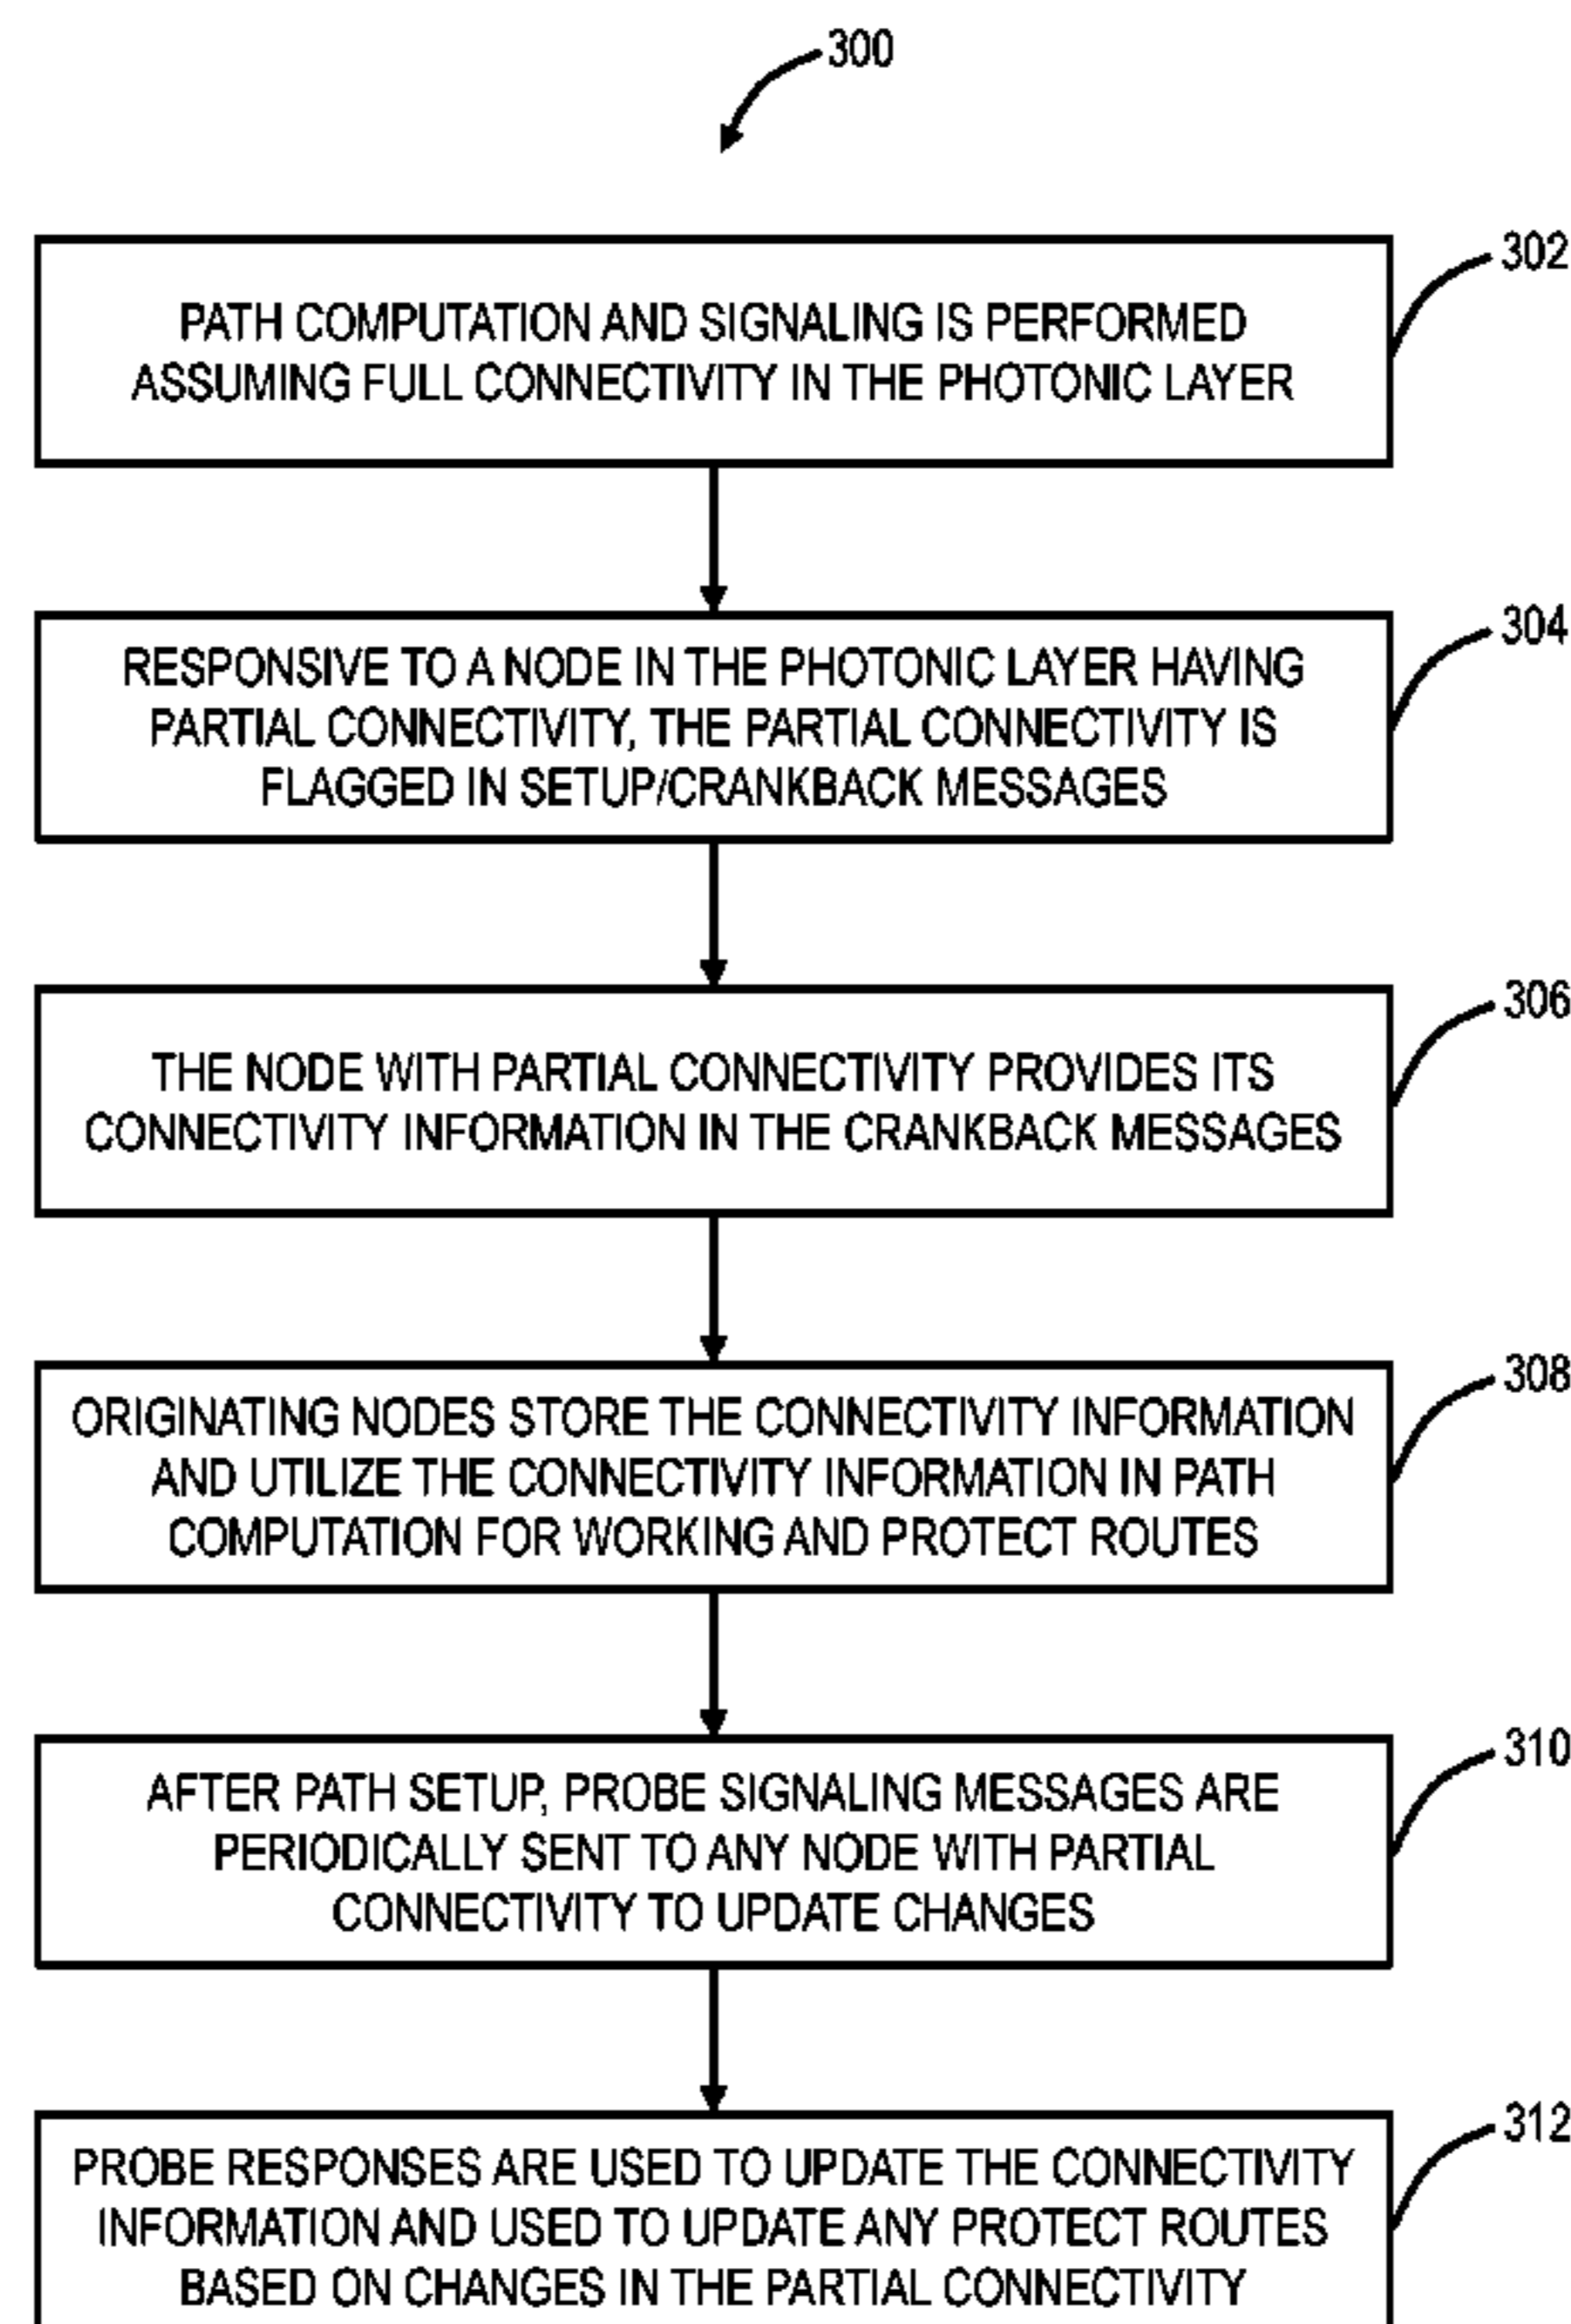 300
302
PATH COMPUTATION AND SIGNALING IS PERFORMED
ASSUMING FULL CONNECTIVITY IN THE PHOTONIC LAYER
304
RESPONSIVE TO A NODE IN THE PHOTONIC LAYER HAVING
PARTIAL CONNECTIVITY, THE PARTIAL CONNECTIVITY IS
FLAGGED IN SETUP/CRANKBACK MESSAGES
306
THE NODE WITH PARTIAL CONNECTIVITY PROVIDES ITS
CONNECTIVITY INFORMATION IN THE CRANKBACK MESSAGES
308
ORIGINATING NODES STORE THE CONNECTIVITY INFORMATION
AND UTILIZE THE CONNECTIVITY INFORMATION IN PATH
COMPUTATION FOR WORKING AND PROTECT ROUTES
310
AFTER PATH SETUP, PROBE SIGNALING MESSAGES ARE
PERIODICALLY SENT TO ANY NODE WITH PARTIAL
CONNECTIVITY TO UPDATE CHANGES
312
PROBE RESPONSES ARE USED TO UPDATE THE CONNECTIVITY
INFORMATION AND USED TO UPDATE ANY PROTECT ROUTES
BASED ON CHANGES IN THE PARTIAL CONNECTIVITY